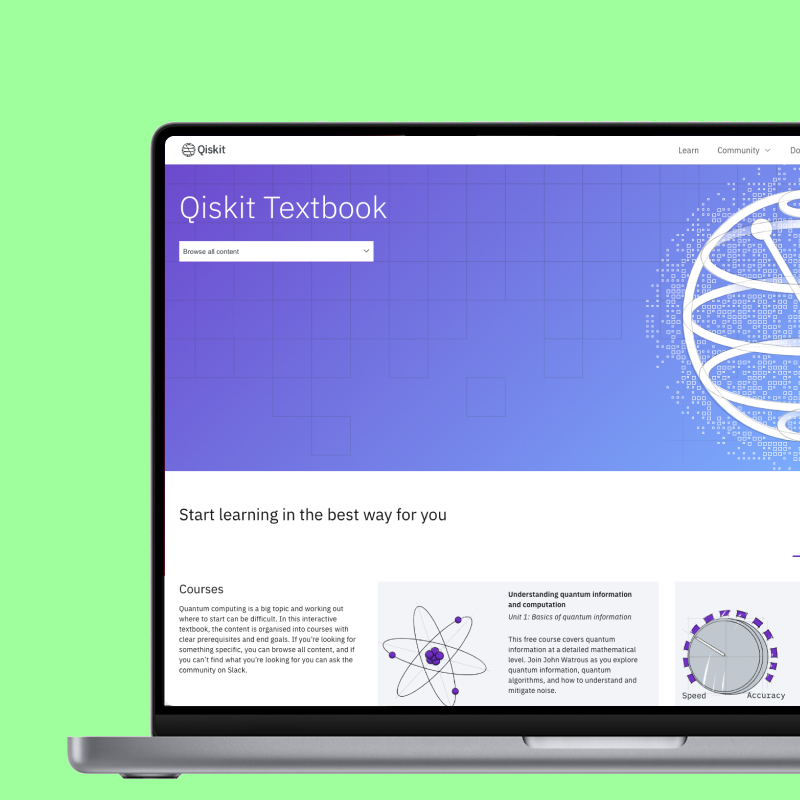 Qiskit
Learn Community
Qiskit Textbook
Browse all content
Start learning in the best way for you
Courses
Quantum computing is a big topic and working out
where to start can be difficult. In this interactive
textbook, the content is organised into courses with
clear prerequisites and end goals. If you're looking for
something specific, you can browse all content, and if
you can't find what you're looking for you can ask the
community on Slack.
Understanding quantum information
and computation
Unit 1: Basics of quantum information
This free course covers quantum
information at a detailed mathematical
level. Join John Watrous as you explore
quantum information, quantum
algorithms, and how to understand and
mitigate noise.
Speed Accuracy